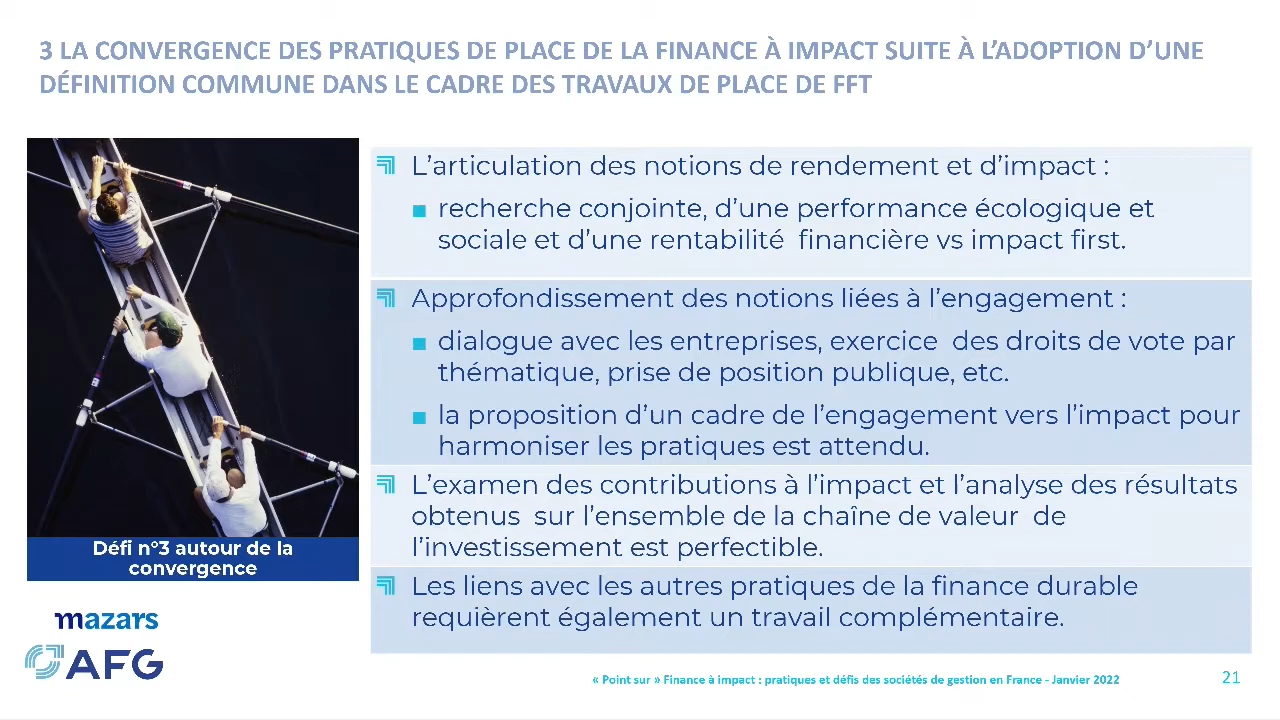 3 LA CONVERGENCE DES PRATIQUES DE PLACE DE LA FINANCE À IMPACT SUITE À L’ADOPTION D’UNE
DÉFINITION COMMUNE DANS LE CADRE DES TRAVAUX DE PLACE DE FFT
L’articulation des notions de rendement et d’impact :
recherche conjointe, d’une performance écologique et
sociale et d’une rentabilité financière vs impact first.
Approfondissement des notions liées à l’engagement :
dialogue avec les entreprises, exercice des droits de vote par
thématique, prise de position publique, etc.
la proposition d’un cadre de l’engagement vers l’impact pour
harmoniser les pratiques est attendu.
L’examen des contributions à l’impact et l’analyse des résultats
obtenus sur l’ensemble de la chaîne de valeur de
l’investissement est perfectible.
Les liens avec les autres pratiques de la finance durable
requièrent également un travail complémentaire.
Défi n°3 autour de la
convergence
mazars
AFG
« Point sur » Finance à impact : pratiques et défis des sociétés de gestion en France - Janvier 2022
21